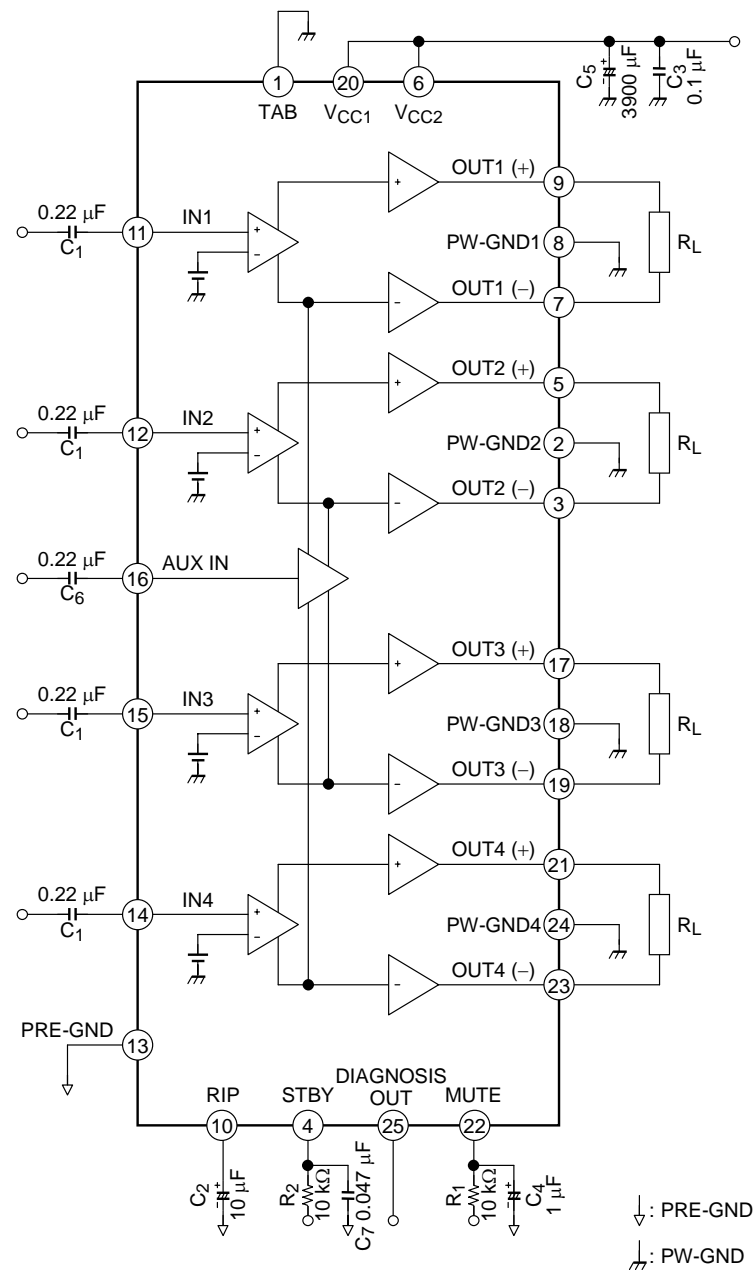 C5
3900 μF
C3
0.1 μF
1
20
6
TAB
VCC1
VCC2
OUT1 (+)
9
0.22 μF
C1
11
IN1
+
−
+
PW-GND1
8
RL
−
OUT1 (−)
7
OUT2 (+)
5
0.22 μF
C1
12
IN2
+
−
+
PW-GND2
2
RL
−
OUT2 (−)
3
0.22 μF
C6
16
AUX IN
OUT3 (+)
17
0.22 μF
C1
15
IN3
+
−
+
PW-GND3
18
RL
−
OUT3 (−)
19
OUT4 (+)
21
0.22 μF
C1
14
IN4
+
−
+
PW-GND4
24
RL
−
OUT4 (−)
23
PRE-GND
13
RIP
STBY
DIAGNOSIS
OUT
MUTE
10
4
25
22
C2
10 μF
R2
10 kΩ
C7 0.047 μF
R1
10 kΩ
C4
1 μF
: PRE-GND
: PW-GND